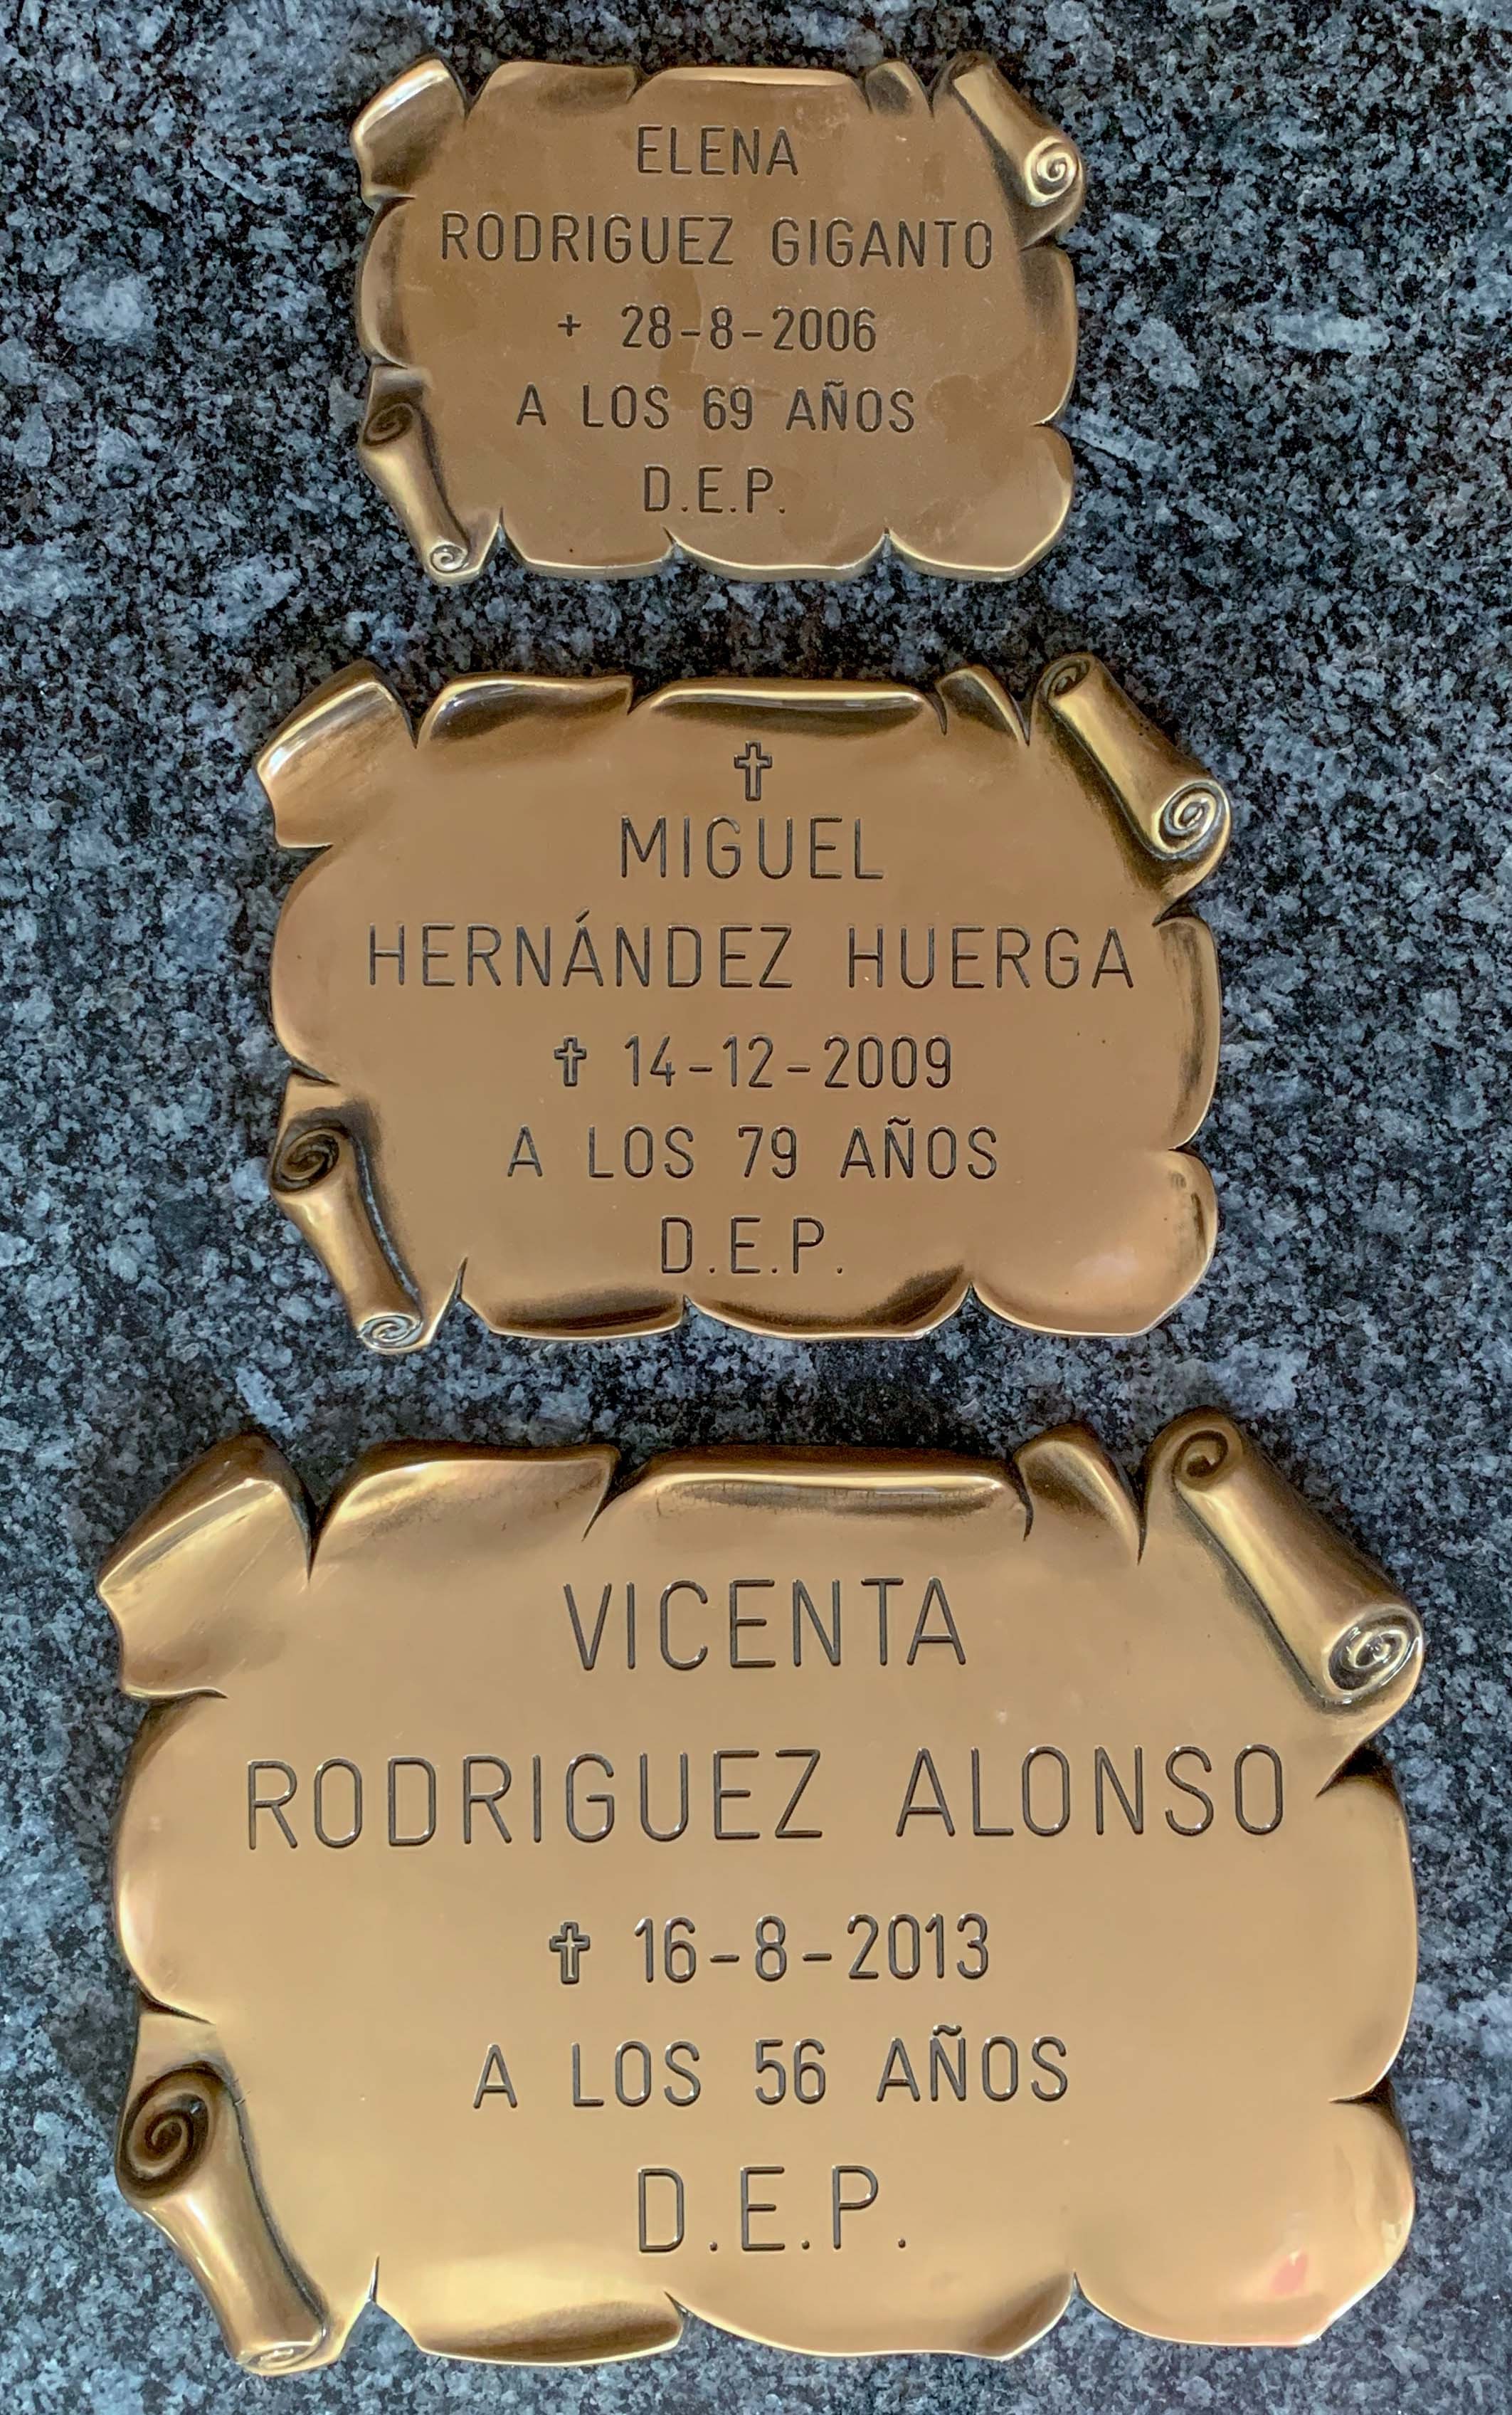 ELENA
RODRIGUEZ GIGANTO
+ 28-8-2006
A LOS 69 AÑOS
D.E.P.
✝
MIGUEL
HERNÁNDEZ HUERGA
✝ 14-12-2009
A LOS 79 AÑOS
D.E.P.
VICENTA
RODRIGUEZ ALONSO
✝ 16-8-2013
A LOS 56 AÑOS
D.E.P.